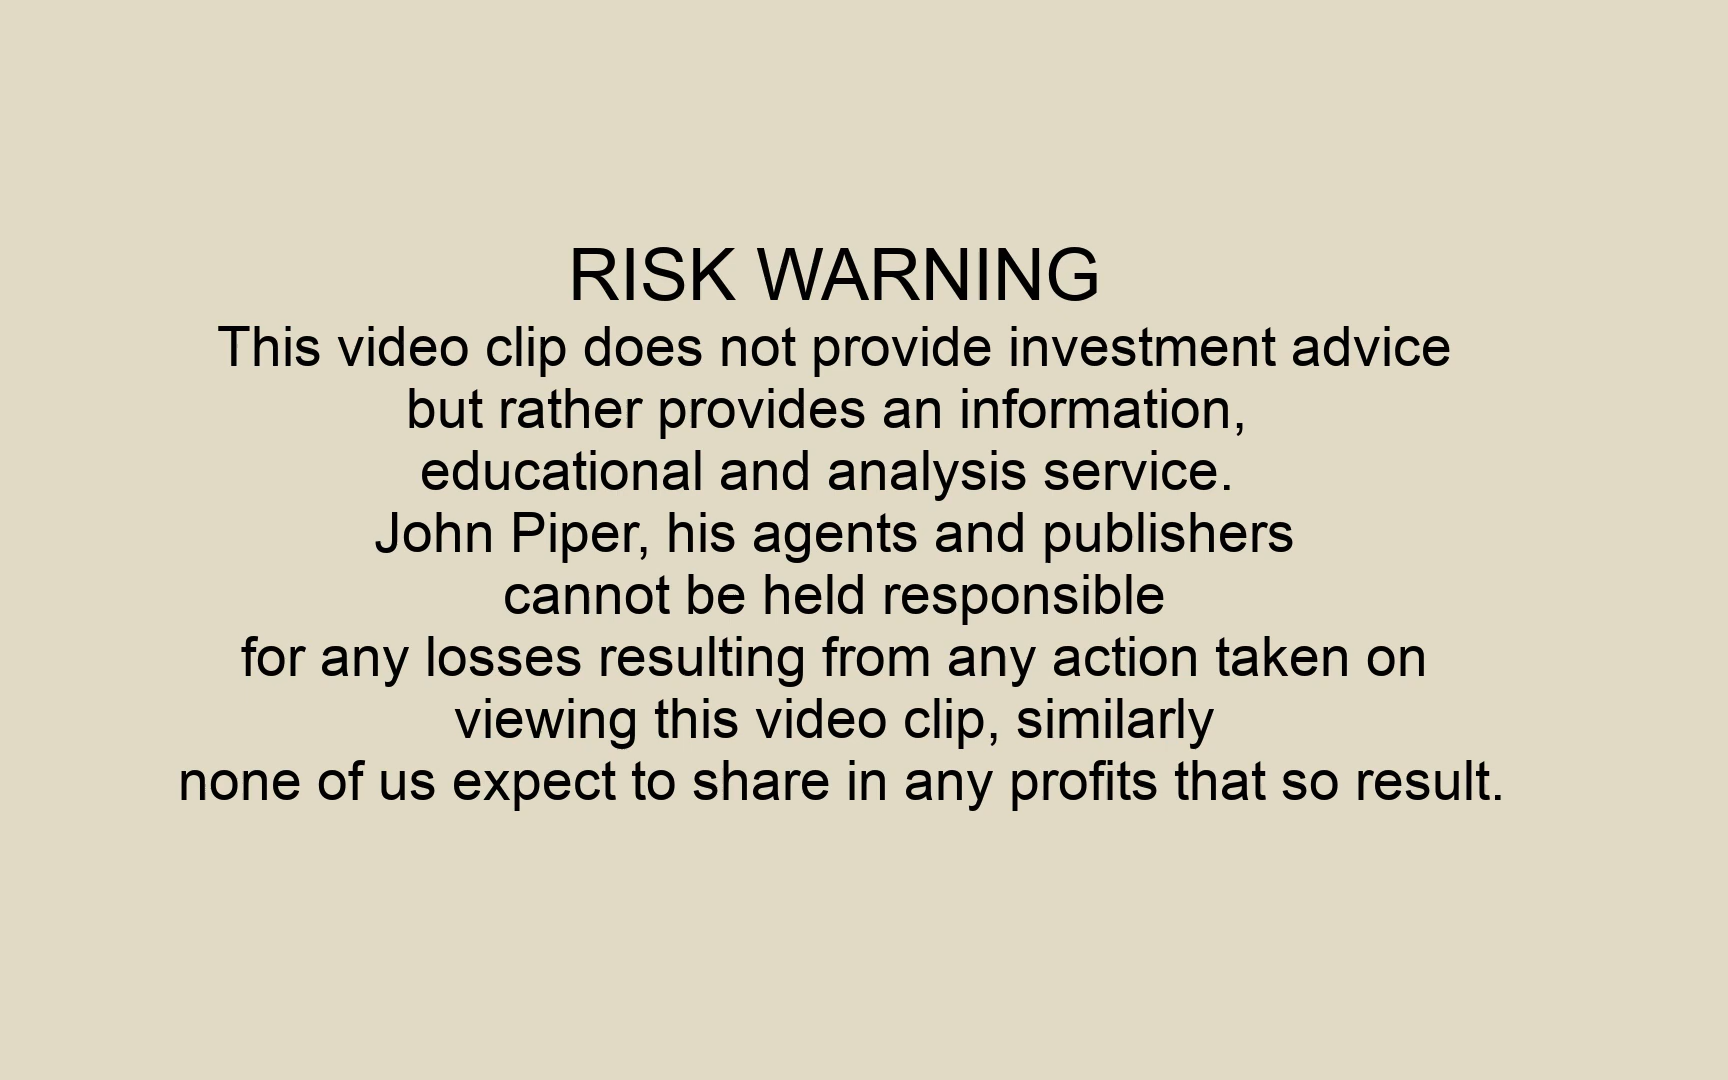 RISK WARNING
This video clip does not provide investment advice
but rather provides an information,
educational and analysis service.
John Piper, his agents and publishers
cannot be held responsible
for any losses resulting from any action taken on
viewing this video clip, similarly
none of us expect to share in any profits that so result.